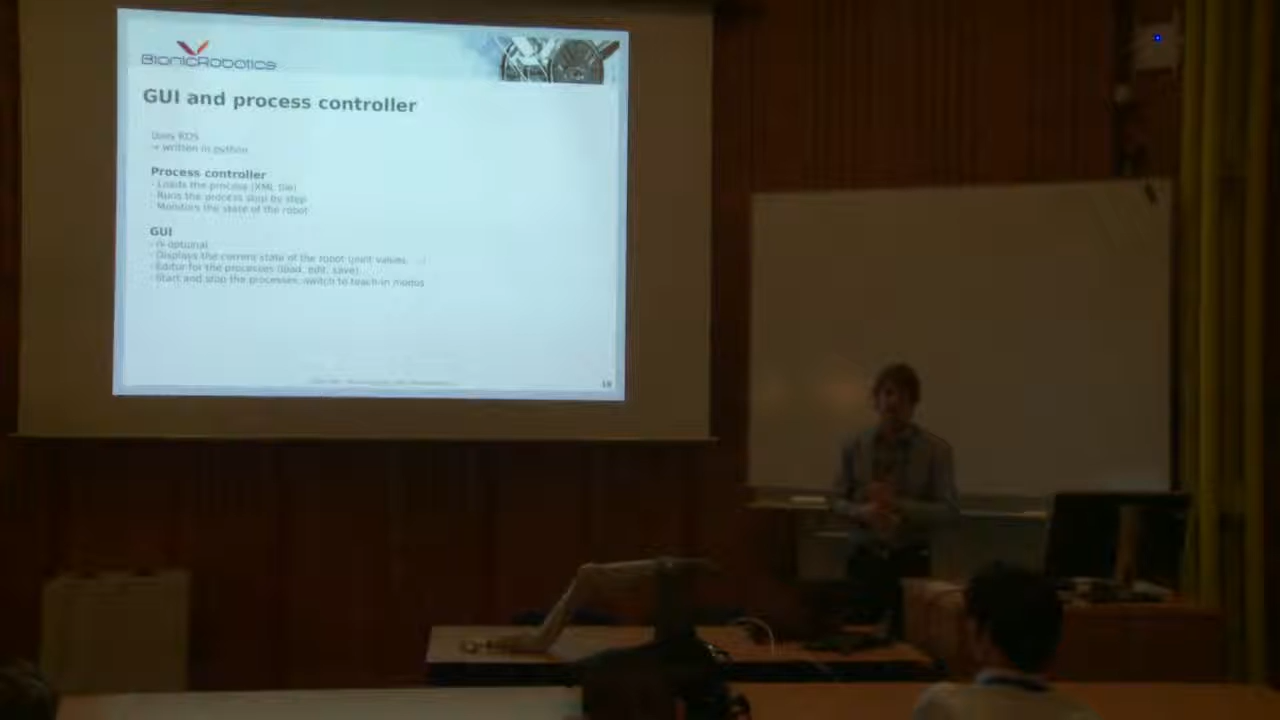 BionicRobotics
GUI and process controller
Uses ROS
→ written in python
Process controller
- Loads the process (XML file)
- Runs the process step by step
- Monitors the state of the robot
GUI
- is optional
- Displays the current state of the robot (joint values, ...)
- Editor for the processes (load, edit, save)
- Start and stop the processes, switch to teach-in modus